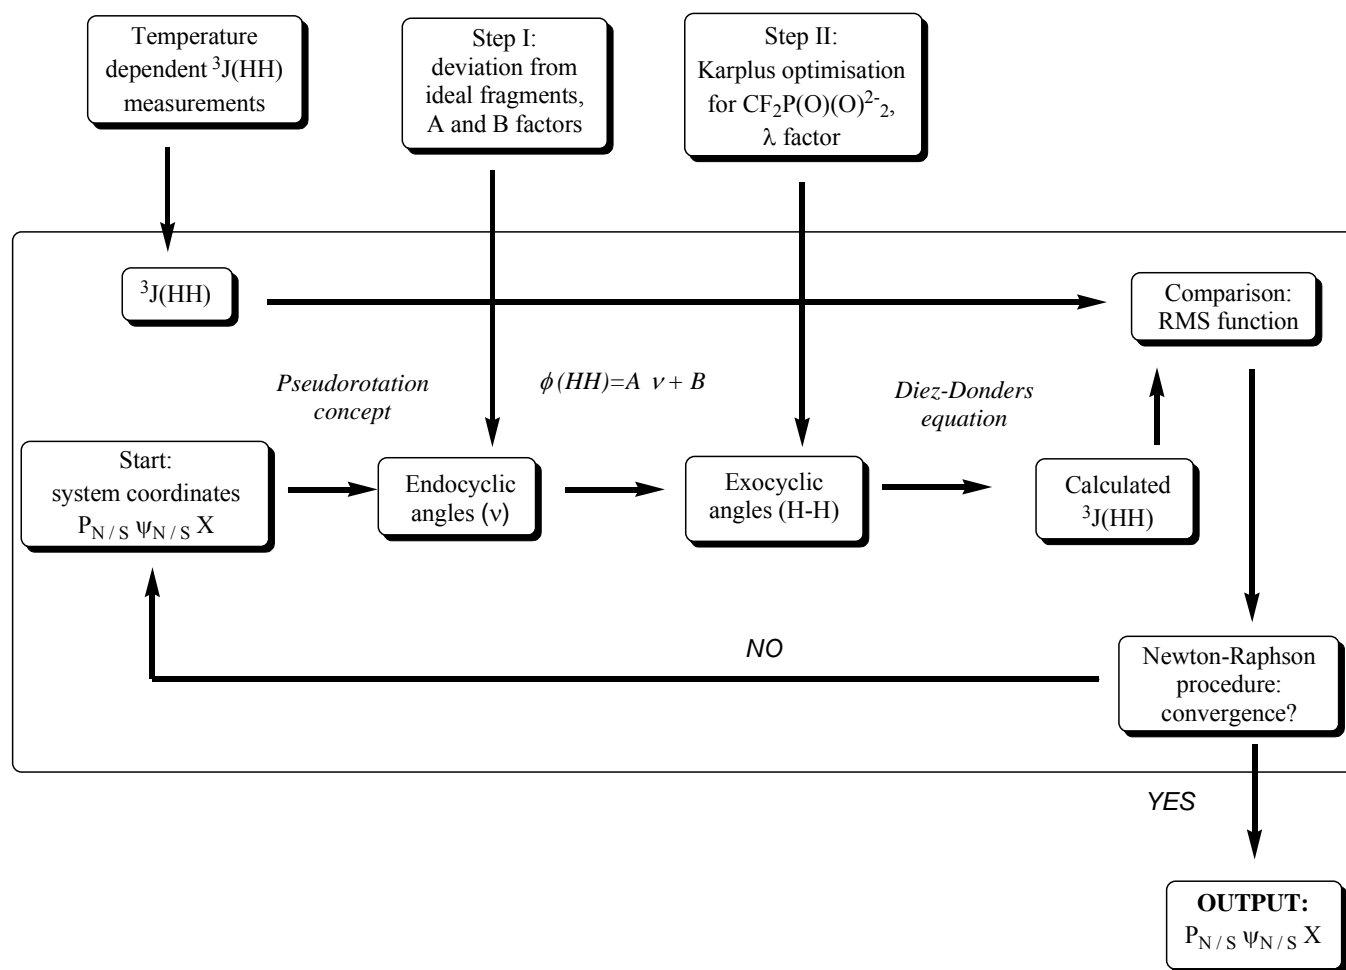 Temperature
dependent ³J(HH)
measurements
Step I:
deviation from
ideal fragments,
A and B factors
Step II:
Karplus optimisation
for CF₂P(O)(O)²⁻₂,
λ factor
³J(HH)
Comparison:
RMS function
Pseudorotation
concept
ϕ(HH)=A ν + B
Diez-Donders
equation
Start:
system coordinates
P_N / S ψ_N / S X
Endocyclic
angles (ν)
Exocyclic
angles (H-H)
Calculated
³J(HH)
NO
Newton-Raphson
procedure:
convergence?
YES
OUTPUT:
P_N / S ψ_N / S X